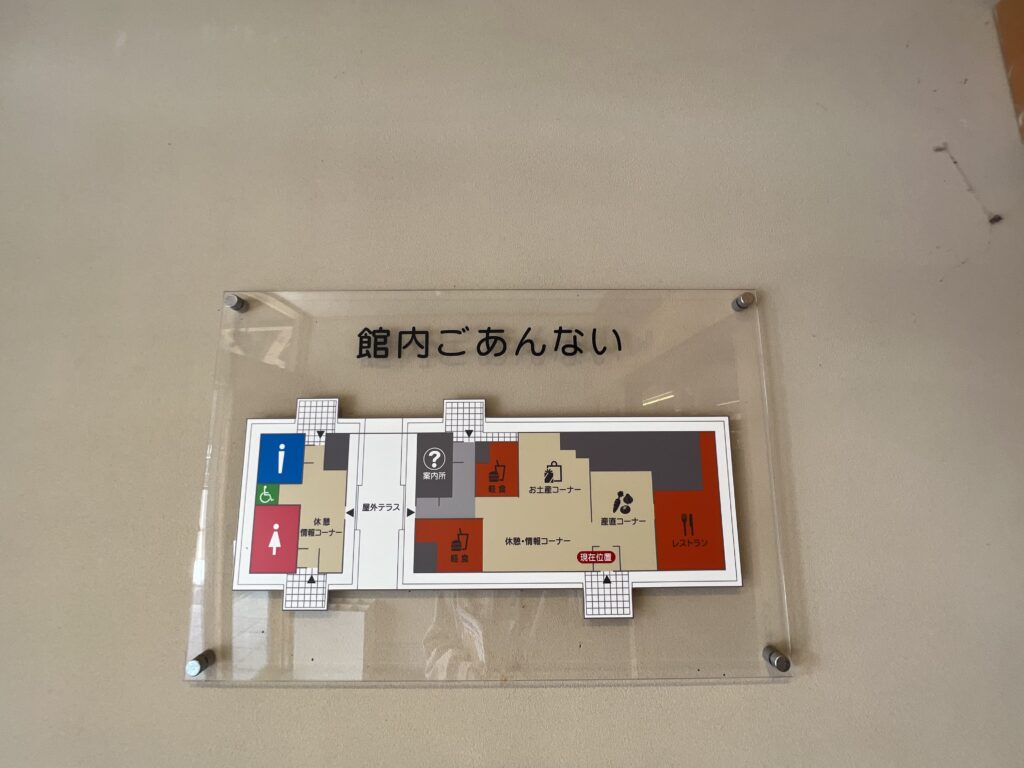 館内ごあんない
?
案内所
軽食
お土産コーナー
屋外テラス
休憩
情報コーナー
産直コーナー
軽食
休憩・情報コーナー
レストラン
現在位置